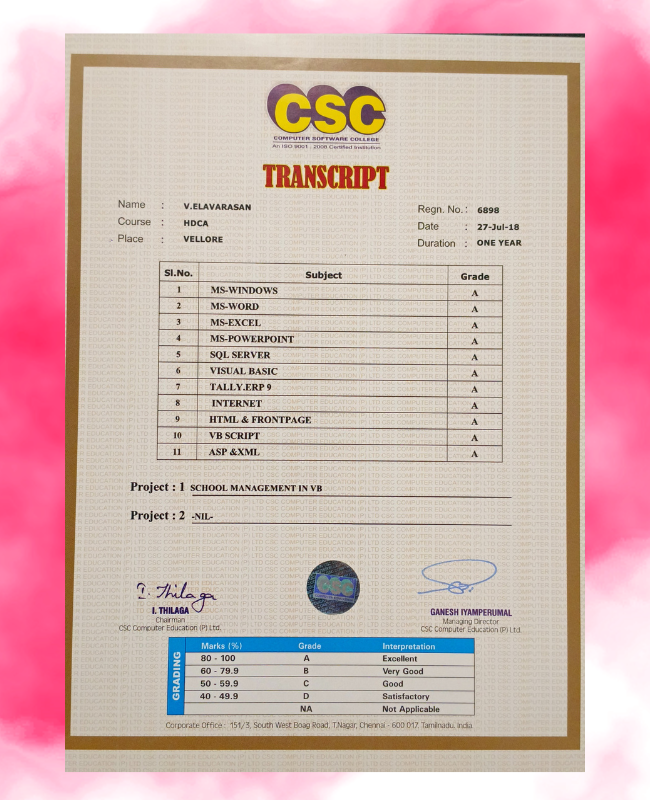 CSC
COMPUTER SOFTWARE COLLEGE
An ISO 9001 - 2008 Certified Institution
TRANSCRIPT
Name : V.ELAVARASAN
Regn. No. : 6898
Course : HDCA
Date : 27-Jul-18
Place : VELLORE
Duration : ONE YEAR
Sl.No. Subject Grade
1 MS-WINDOWS A
2 MS-WORD A
3 MS-EXCEL A
4 MS-POWERPOINT A
5 SQL SERVER A
6 VISUAL BASIC A
7 TALLY.ERP 9 A
8 INTERNET A
9 HTML & FRONTPAGE A
10 VB SCRIPT A
11 ASP &XML A
Project : 1 SCHOOL MANAGEMENT IN VB
Project : 2 -NIL-
I. Thilaga
I. THILAGA
Chairman
CSC Computer Education (P) Ltd.
CSC
GANESH IYAMPERUMAL
Managing Director
CSC Computer Education (P) Ltd.
GRADING
Marks (%) Grade Interpretation
80 - 100 A Excellent
60 - 79.9 B Very Good
50 - 59.9 C Good
40 - 49.9 D Satisfactory
NA Not Applicable
Corporate Office : 151/3, South West Boag Road, T.Nagar, Chennai - 600 017. Tamilnadu, India.